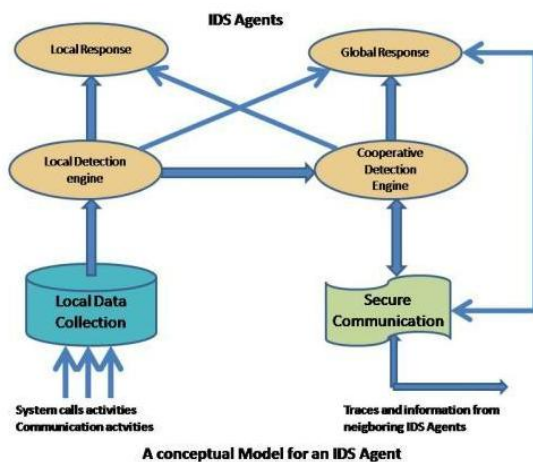 IDS Agents
Local Response
Global Response
Local Detection
engine
Cooperative
Detection
Engine
Local Data
Collection
Secure
Communication
System calls activities
Communication actvities
Traces and information from
neigboring IDS Agents
A conceptual Model for an IDS Agent